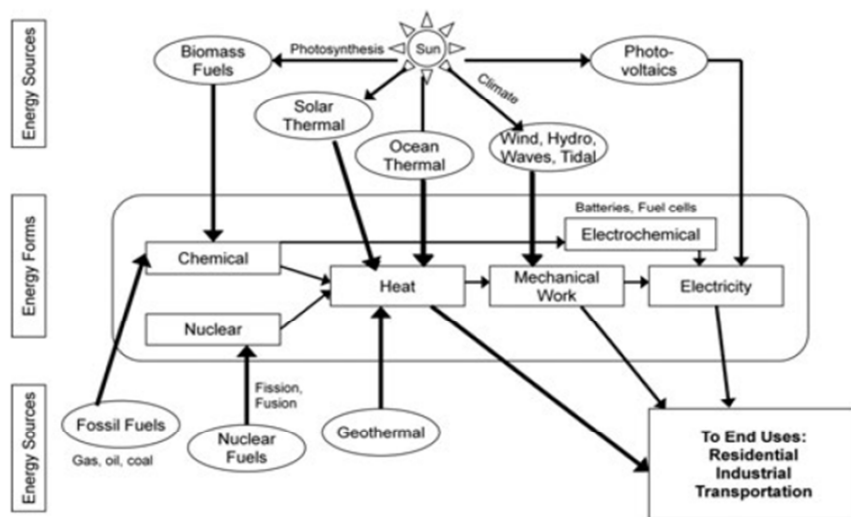 Energy Sources
Biomass
Fuels
Photosynthesis
Sun
Photo-
voltaics
Climate
Solar
Thermal
Ocean
Thermal
Wind, Hydro,
Waves, Tidal
Energy Forms
Batteries, Fuel cells
Electrochemical
Chemical
Heat
Mechanical
Work
Electricity
Nuclear
Energy Sources
Fossil Fuels
Gas, oil, coal
Fission,
Fusion
Nuclear
Fuels
Geothermal
To End Uses:
Residential
Industrial
Transportation